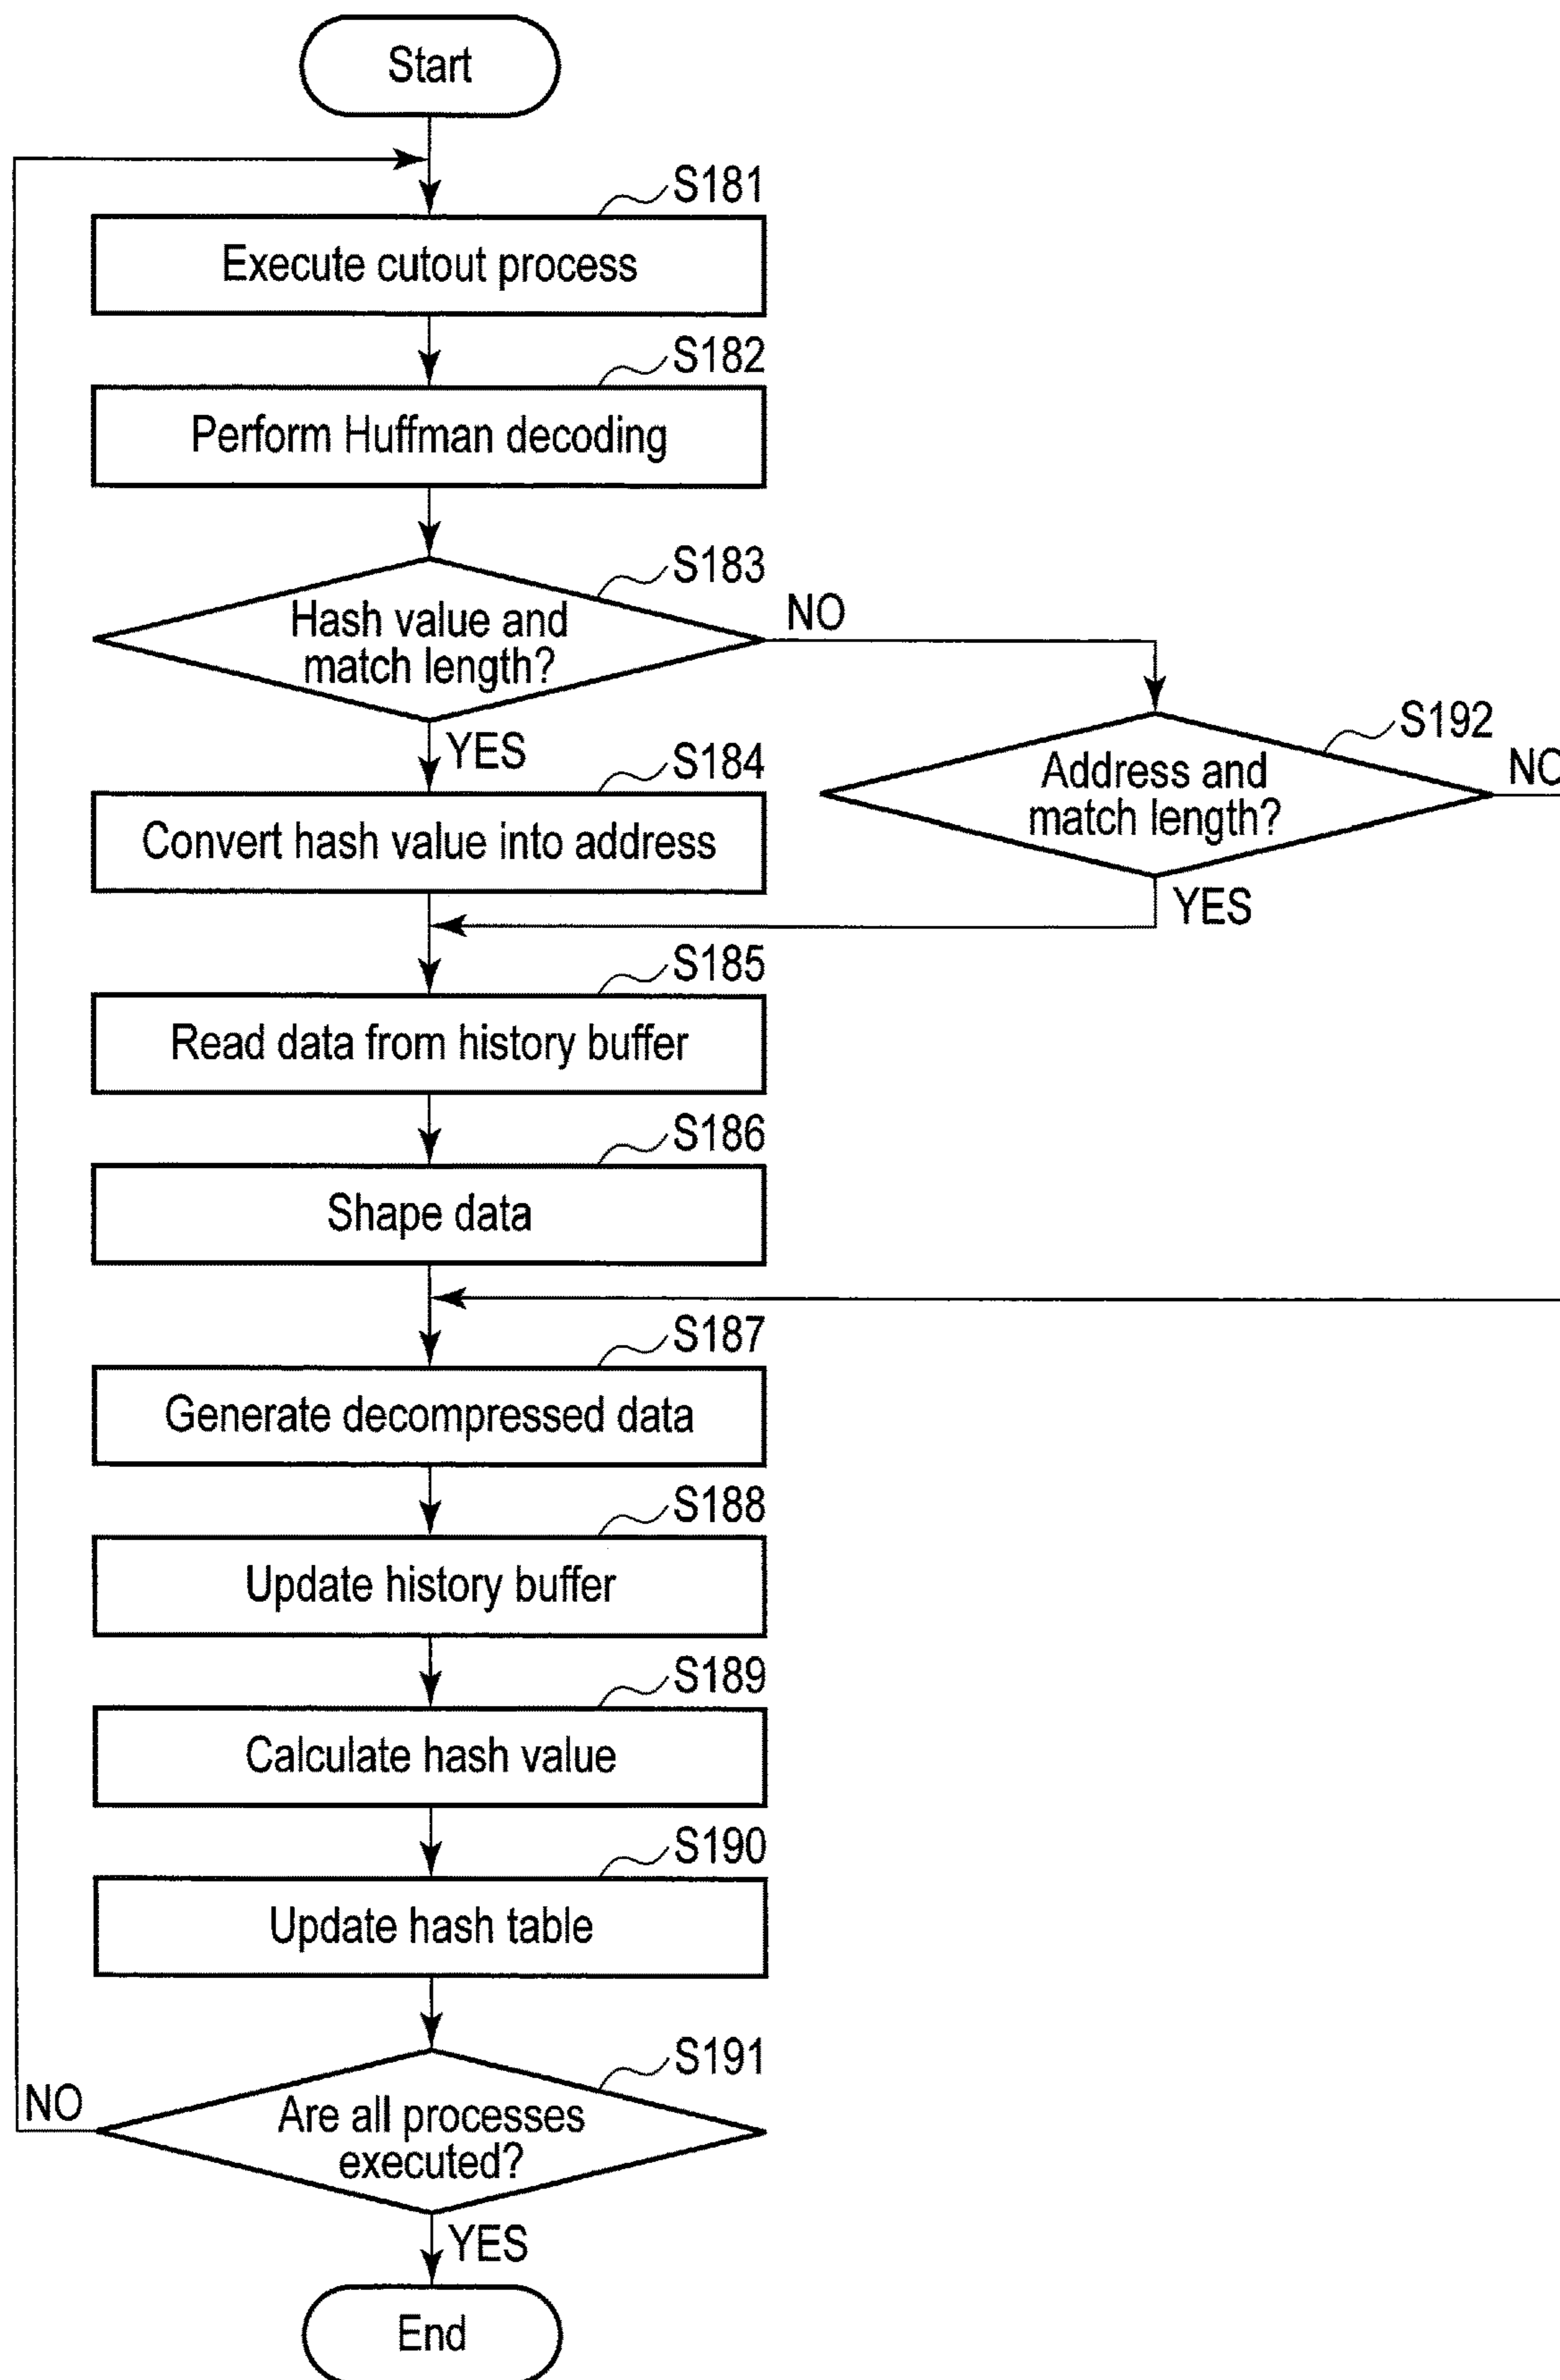 Start
S181
Execute cutout process
S182
Perform Huffman decoding
S183
Hash value and
match length?
NO
YES
S192
Address and
match length?
NO
YES
S184
Convert hash value into address
S185
Read data from history buffer
S186
Shape data
S187
Generate decompressed data
S188
Update history buffer
S189
Calculate hash value
S190
Update hash table
S191
Are all processes
executed?
NO
YES
End